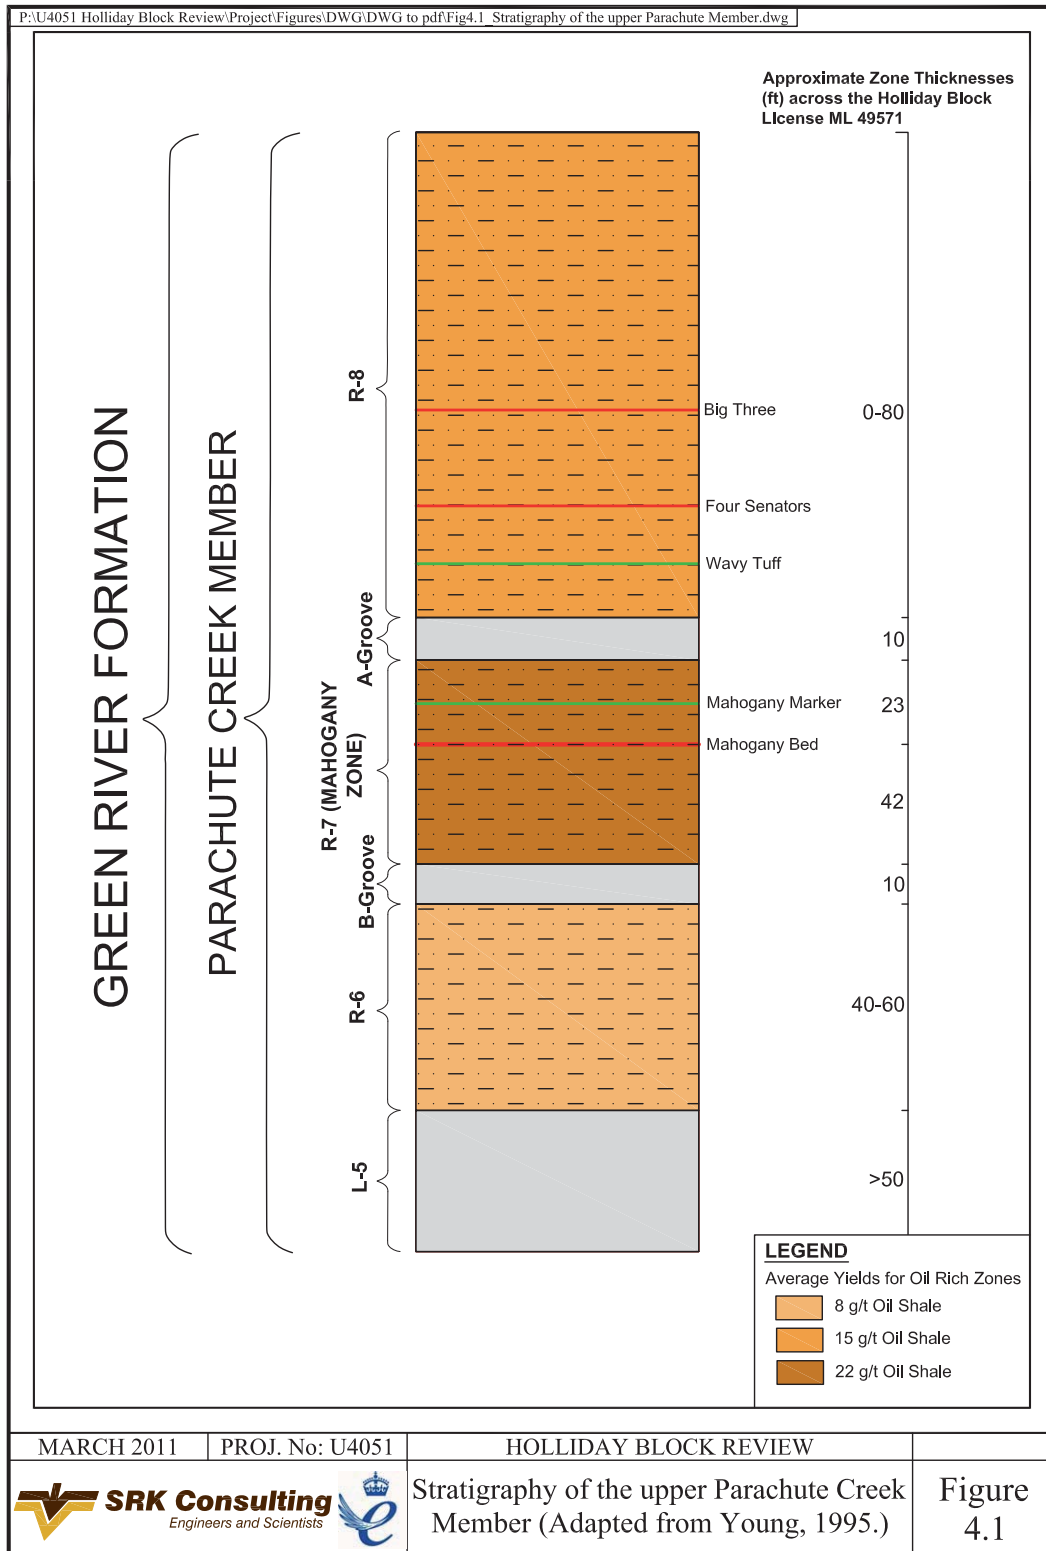 P:\U4051 Holliday Block Review\Project\Figures\DWG\DWG to pdf\Fig4.1_Stratigraphy of the upper Parachute Member.dwg
Approximate Zone Thicknesses
(ft) across the Holliday Block
License ML 49571
GREEN RIVER FORMATION
PARACHUTE CREEK MEMBER
R-8
A-Groove
R-7 (MAHOGANY
ZONE)
B-Groove
R-6
L-5
Big Three
Four Senators
Wavy Tuff
Mahogany Marker
Mahogany Bed
0-80
10
23
42
10
40-60
>50
LEGEND
Average Yields for Oil Rich Zones
8 g/t Oil Shale
15 g/t Oil Shale
22 g/t Oil Shale
MARCH 2011
PROJ. No: U4051
HOLLIDAY BLOCK REVIEW
SRK Consulting
Engineers and Scientists
Stratigraphy of the upper Parachute Creek
Member (Adapted from Young, 1995.)
Figure
4.1